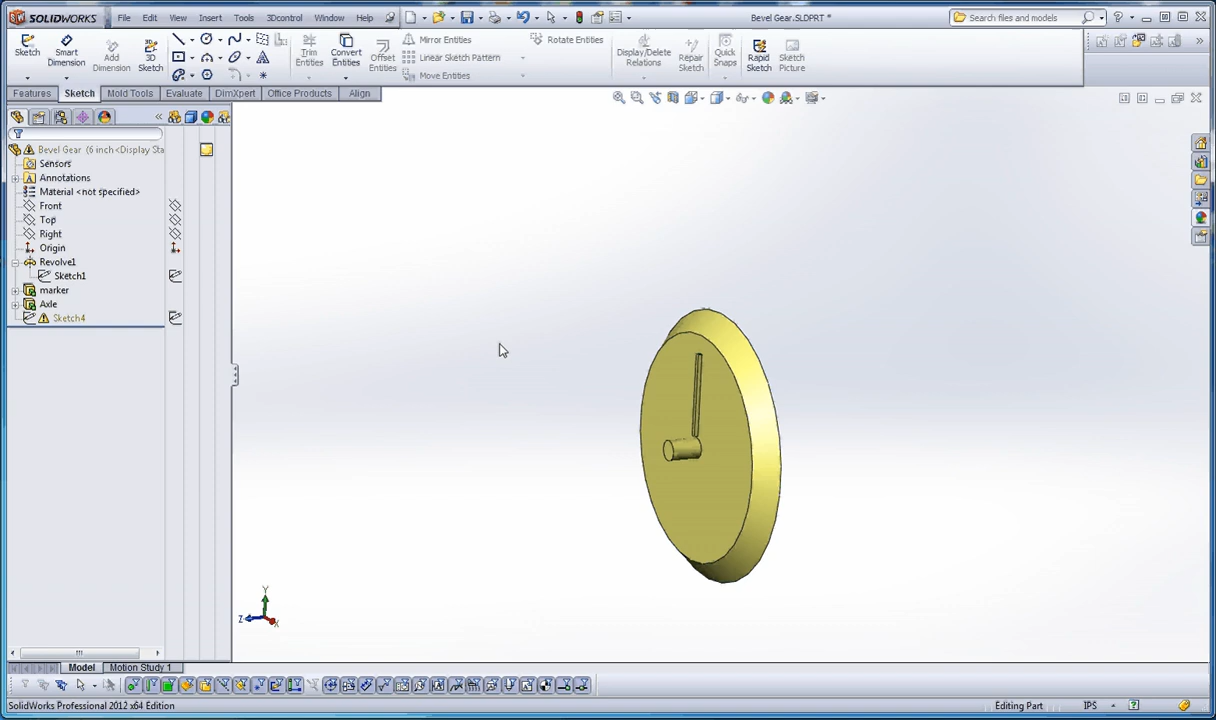 SOLIDWORKS File Edit View Insert Tools 3Dcontrol Window Help Bevel Gear.SLDPRT * Search files and models
Sketch Smart Dimension Add Dimension 3D Sketch Trim Entities Convert Entities Offset Entities Mirror Entities Rotate Entities Display/Delete Relations Repair Sketch Quick Snaps Rapid Sketch Sketch Picture
Linear Sketch Pattern
Move Entities
Features Sketch Mold Tools Evaluate DimXpert Office Products Align
Bevel Gear (6 inch<Display Sta
Sensors
Annotations
Material <not specified>
Front
Top
Right
Origin
Revolve1
Sketch1
marker
Axle
Sketch4
Y
Z X
Model Motion Study 1
SolidWorks Professional 2012 x64 Edition Editing Part IPS